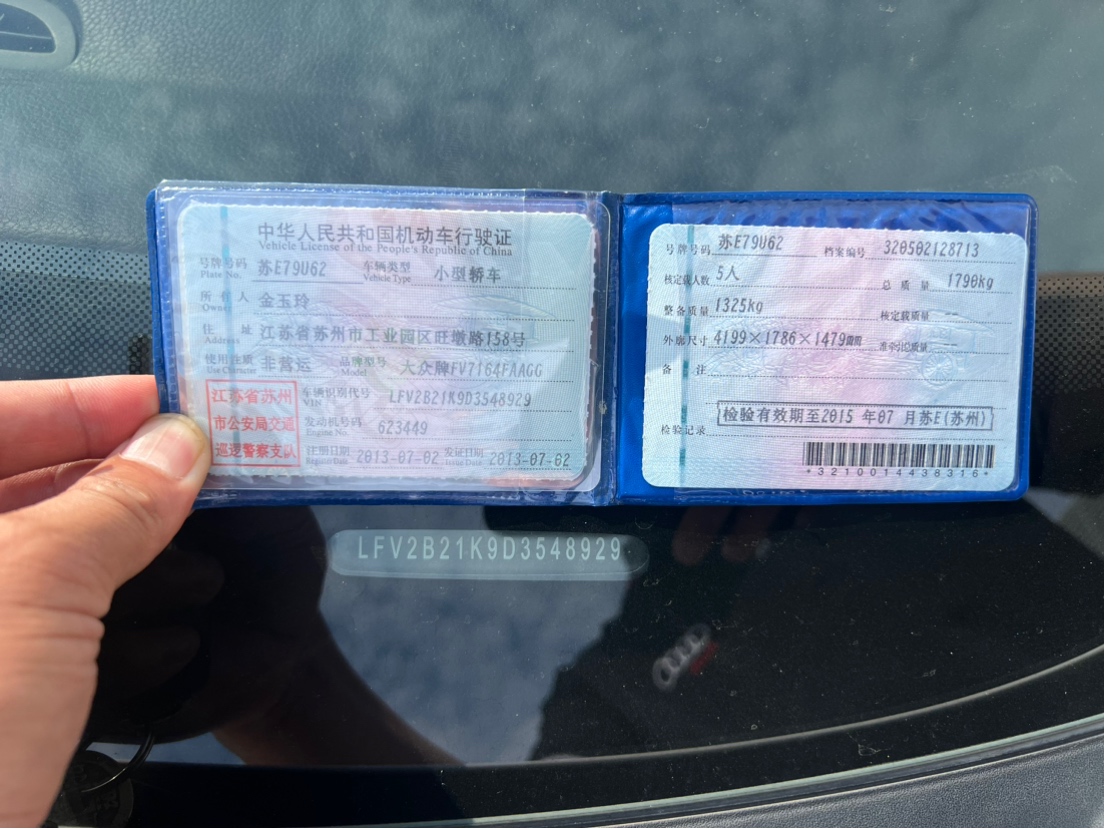 中华人民共和国机动车行驶证
Vehicle License of the People's Republic of China
号牌号码 苏E79U62 车辆类型 小型轿车
Plate No. Vehicle Type
所有人 金玉玲
Owner
住址 江苏省苏州市工业园区旺墩路158号
Address
使用性质 非营运 品牌型号 大众牌FV7164FAAGG
Use Character Model
江苏省苏州
市公安局交通
巡逻警察支队
车辆识别代号 LFV2B21K9D3548929
VIN
发动机号码 623449
Engine No.
注册日期 2013-07-02 发证日期 2013-07-02
Register Date Issue Date
号牌号码 苏E79U62 档案编号 320502128713
核定载人数 5人 总质量 1790kg
整备质量 1325kg 核定载质量 --
外廓尺寸 4199×1786×1479mm 准牵引总质量 --
备注
检验记录 检验有效期至2015年07月苏E(苏州)
*3210014438316*
LFV2B21K9D3548929